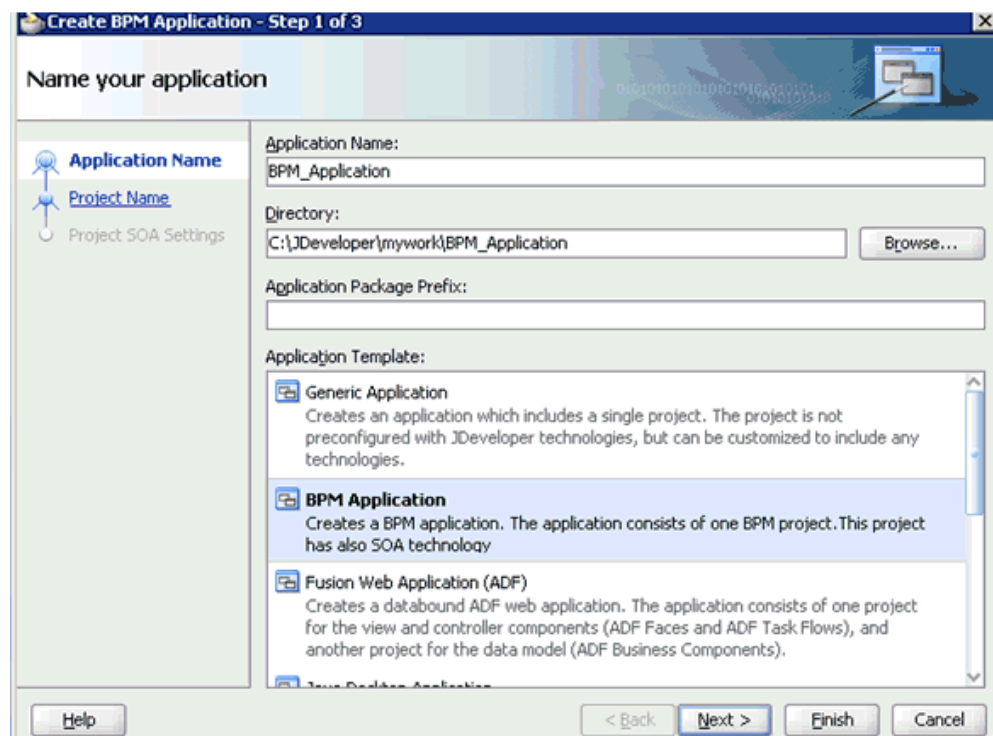 Create BPM Application - Step 1 of 3
Name your application
Application Name
Project Name
Project SOA Settings
Application Name:
BPM_Application
Directory:
C:\JDeveloper\mywork\BPM_Application
Browse...
Application Package Prefix:
Application Template:
Generic Application
Creates an application which includes a single project. The project is not
preconfigured with JDeveloper technologies, but can be customized to include any
technologies.
BPM Application
Creates a BPM application. The application consists of one BPM project.This project
has also SOA technology
Fusion Web Application (ADF)
Creates a databound ADF web application. The application consists of one project
for the view and controller components (ADF Faces and ADF Task Flows), and
another project for the data model (ADF Business Components).
Java Desktop Application
Help
< Back
Next >
Finish
Cancel